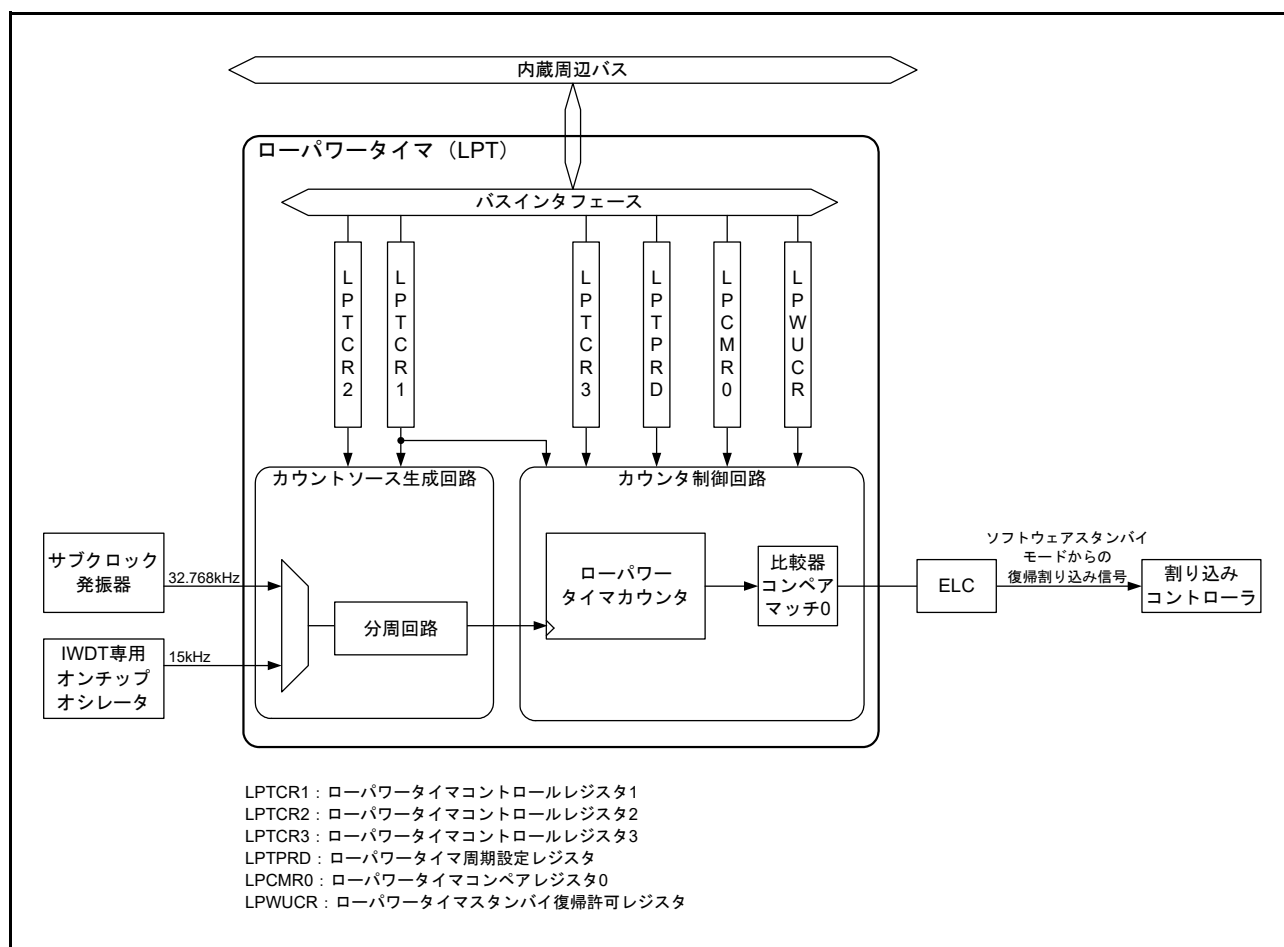 内蔵周辺バス
ローパワータイマ（LPT）
バスインタフェース
LPTCR2
LPTCR1
LPTCR3
LPTPRD
LPCMR0
LPWUCR
カウントソース生成回路
カウンタ制御回路
サブクロック
発振器
32.768kHz
IWDT専用
オンチップ
オシレータ
15kHz
分周回路
ローパワー
タイマカウンタ
比較器
コンペア
マッチ0
ELC
ソフトウェアスタンバイ
モードからの
復帰割り込み信号
割り込み
コントローラ
LPTCR1：ローパワータイマコントロールレジスタ1
LPTCR2：ローパワータイマコントロールレジスタ2
LPTCR3：ローパワータイマコントロールレジスタ3
LPTPRD：ローパワータイマ周期設定レジスタ
LPCMR0：ローパワータイマコンペアレジスタ0
LPWUCR：ローパワータイマスタンバイ復帰許可レジスタ